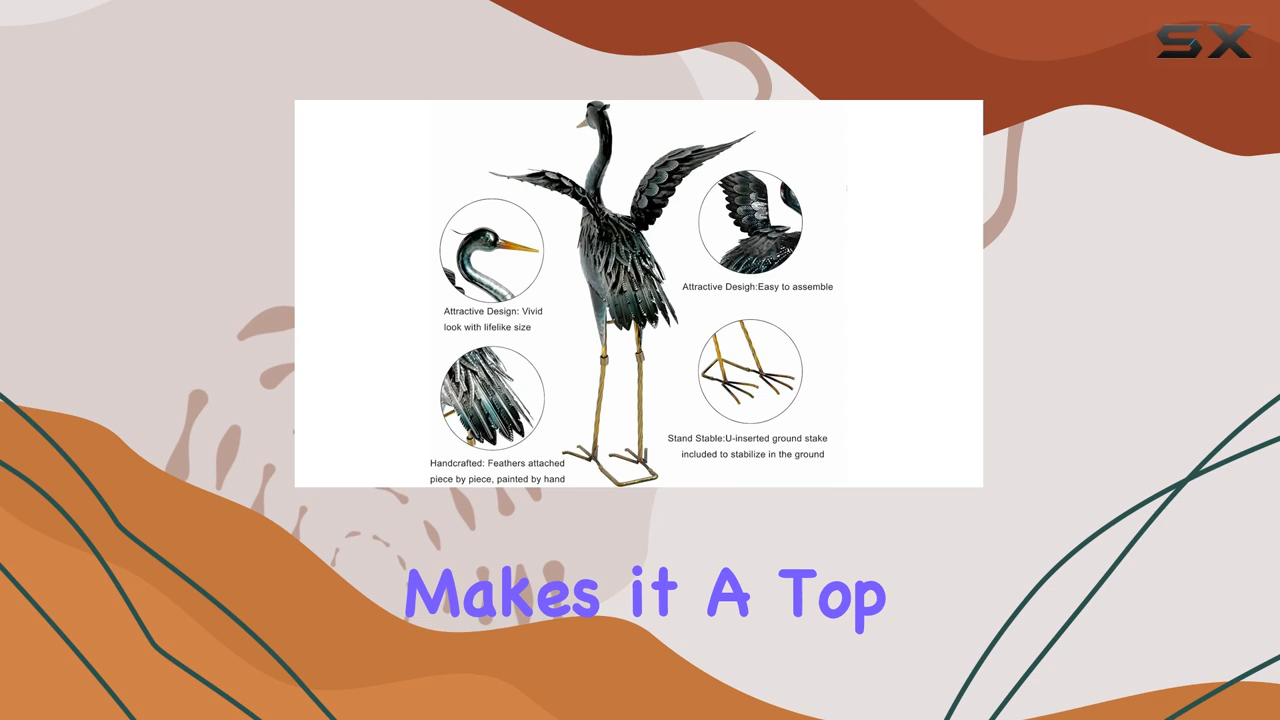 SX
Attractive Design: Vivid
look with lifelike size
Attractive Desigh:Easy to assemble
Handcrafted: Feathers attached
piece by piece, painted by hand
Stand Stable:U-inserted ground stake
included to stabilize in the ground
Makes it A Top